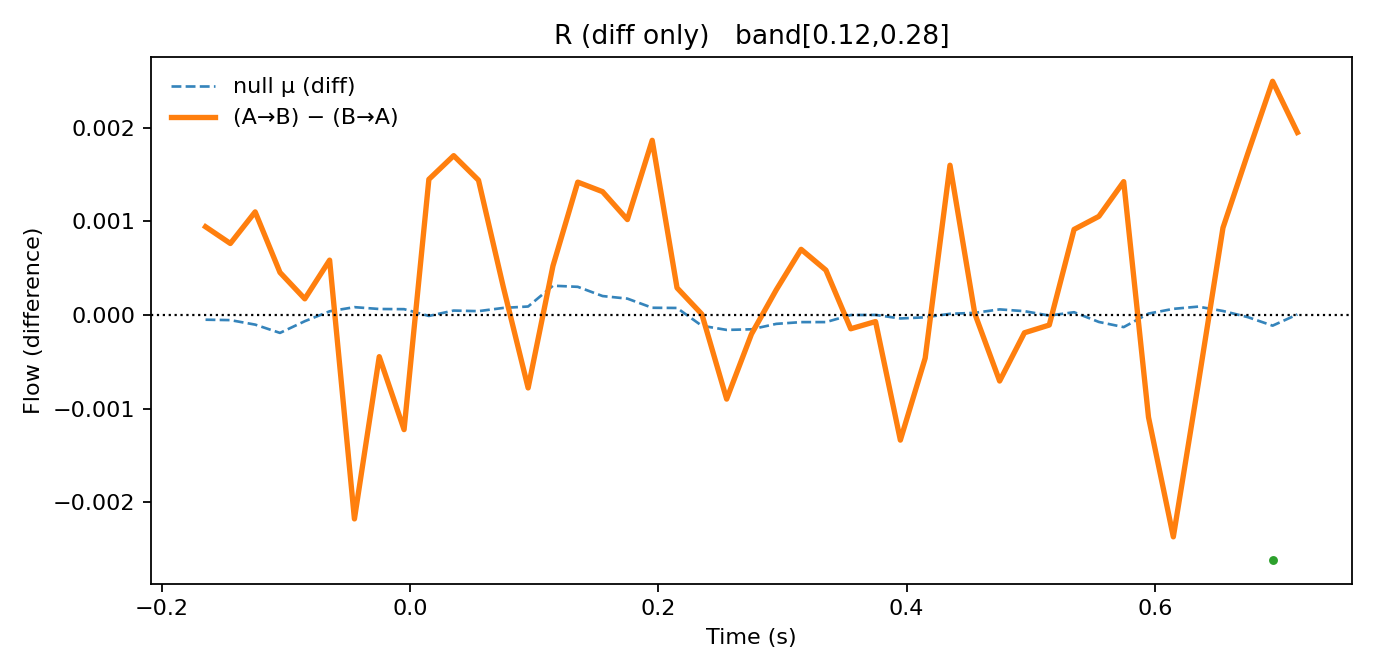 R (diff only)   band[0.12,0.28]
null μ (diff)
(A→B) − (B→A)
Flow (difference)
0.002
0.001
0.000
−0.001
−0.002
−0.2
0.0
0.2
0.4
0.6
Time (s)